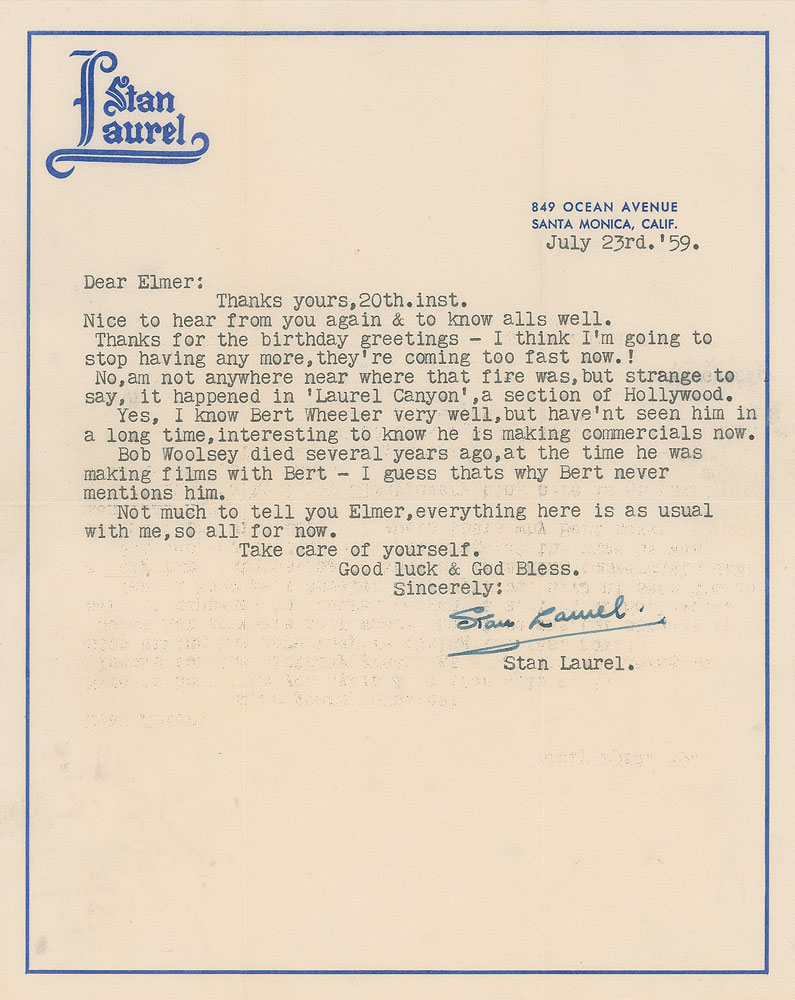 Stan
Laurel
849 OCEAN AVENUE
SANTA MONICA, CALIF.
July 23rd.'59.
Dear Elmer:
Thanks yours,20th.inst.
Nice to hear from you again & to know alls well.
Thanks for the birthday greetings - I think I'm going to
stop having any more,they're coming too fast now.!
No,am not anywhere near where that fire was,but strange to
say, it happened in 'Laurel Canyon',a section of Hollywood.
Yes, I know Bert Wheeler very well,but have'nt seen him in
a long time,interesting to know he is making commercials now.
Bob Woolsey died several years ago,at the time he was
making films with Bert - I guess thats why Bert never
mentions him.
Not much to tell you Elmer,everything here is as usual
with me,so all for now.
Take care of yourself.
Good luck & God Bless.
Sincerely:
Stan Laurel.
Stan Laurel.